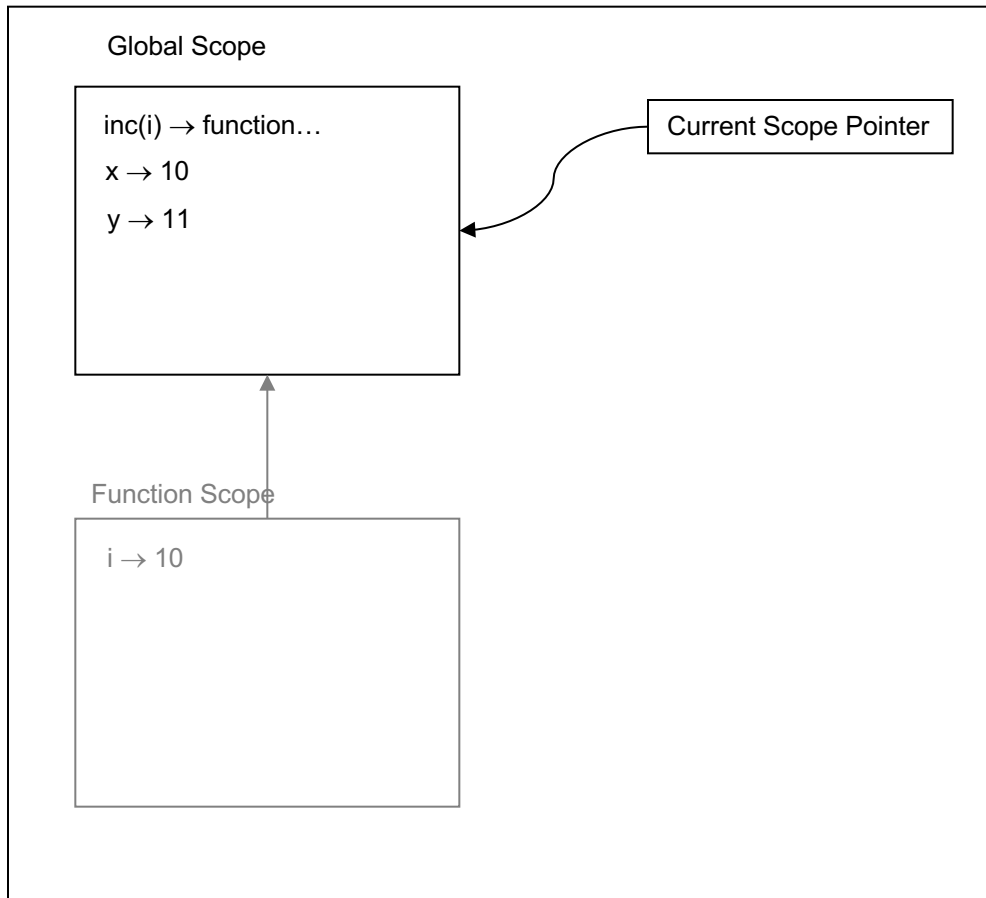 Global Scope
inc(i) → function…
x → 10
y → 11
Current Scope Pointer
Function Scope
i → 10